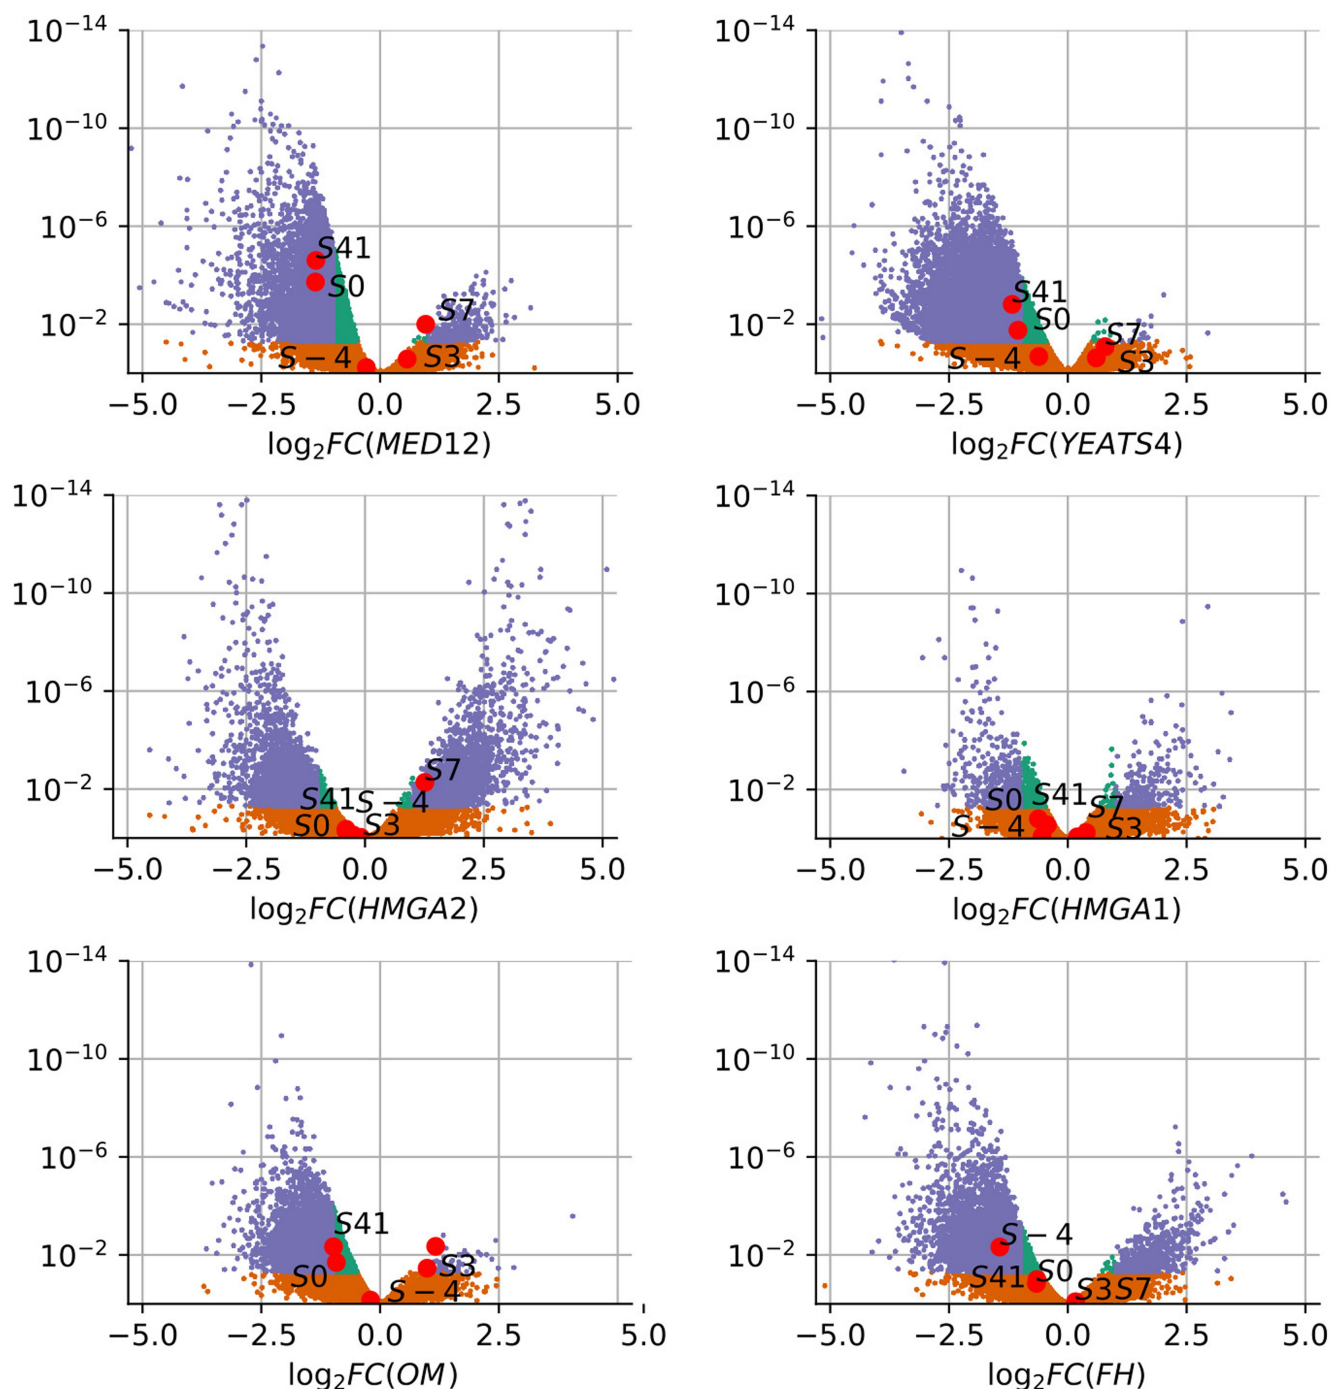 10⁻¹⁴
10⁻¹⁰
10⁻⁶
10⁻²
S41
S0
S7
S−4
S3
−5.0 −2.5 0.0 2.5 5.0
log₂FC(MED12)
10⁻¹⁴
10⁻¹⁰
10⁻⁶
10⁻²
S41
S0
S7
S−4
S3
−5.0 −2.5 0.0 2.5 5.0
log₂FC(YEATS4)
10⁻¹⁴
10⁻¹⁰
10⁻⁶
10⁻²
S7
S41
S−4
S0
S3
−5.0 −2.5 0.0 2.5 5.0
log₂FC(HMGA2)
10⁻¹⁴
10⁻¹⁰
10⁻⁶
10⁻²
S0
S41
S7
S−4
S3
−5.0 −2.5 0.0 2.5 5.0
log₂FC(HMGA1)
10⁻¹⁴
10⁻¹⁰
10⁻⁶
10⁻²
S41
S0
S3
S−4
−5.0 −2.5 0.0 2.5 5.0
log₂FC(OM)
10⁻¹⁴
10⁻¹⁰
10⁻⁶
10⁻²
S−4
S41
S0
S3
S7
−5.0 −2.5 0.0 2.5 5.0
log₂FC(FH)